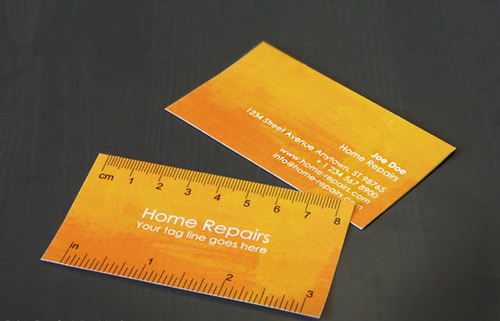 Joe Doe
Home Repairs
1234 Street Avenue Anytown, ST 98765
+ 1 234 567 8900
www.home-repairs.com
info@home-repairs.com
cm 1 2 3 4 5 6 7 8
Home Repairs
Your tag line goes here
in 1 2 3